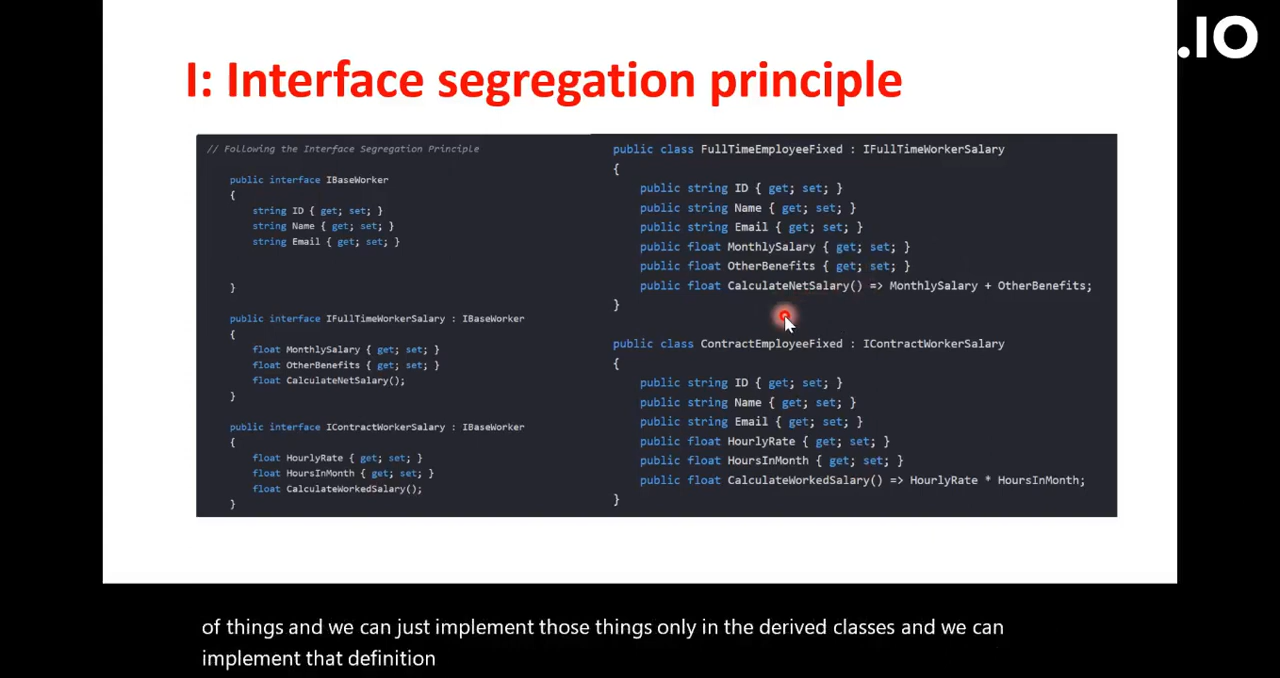 .IO
I: Interface segregation principle
// Following the Interface Segregation Principle
public interface IBaseWorker
{
string ID { get; set; }
string Name { get; set; }
string Email { get; set; }
}
public interface IFullTimeWorkerSalary : IBaseWorker
{
float MonthlySalary { get; set; }
float OtherBenefits { get; set; }
float CalculateNetSalary();
}
public interface IContractWorkerSalary : IBaseWorker
{
float HourlyRate { get; set; }
float HoursInMonth { get; set; }
float CalculateWorkedSalary();
}
public class FullTimeEmployeeFixed : IFullTimeWorkerSalary
{
public string ID { get; set; }
public string Name { get; set; }
public string Email { get; set; }
public float MonthlySalary { get; set; }
public float OtherBenefits { get; set; }
public float CalculateNetSalary() => MonthlySalary + OtherBenefits;
}
public class ContractEmployeeFixed : IContractWorkerSalary
{
public string ID { get; set; }
public string Name { get; set; }
public string Email { get; set; }
public float HourlyRate { get; set; }
public float HoursInMonth { get; set; }
public float CalculateWorkedSalary() => HourlyRate * HoursInMonth;
}
of things and we can just implement those things only in the derived classes and we can
implement that definition